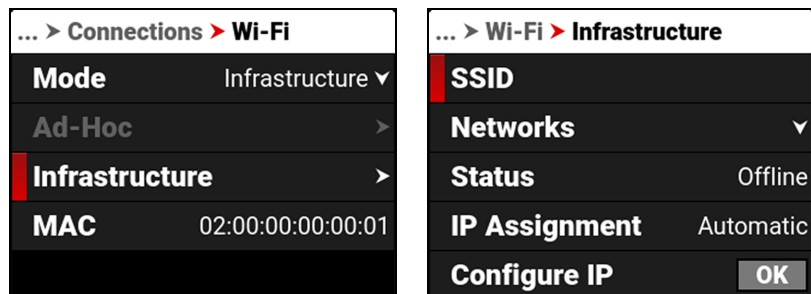 ... > Connections > Wi-Fi
Mode Infrastructure
Ad-Hoc >
Infrastructure >
MAC 02:00:00:00:00:01
... > Wi-Fi > Infrastructure
SSID
Networks
Status Offline
IP Assignment Automatic
Configure IP OK